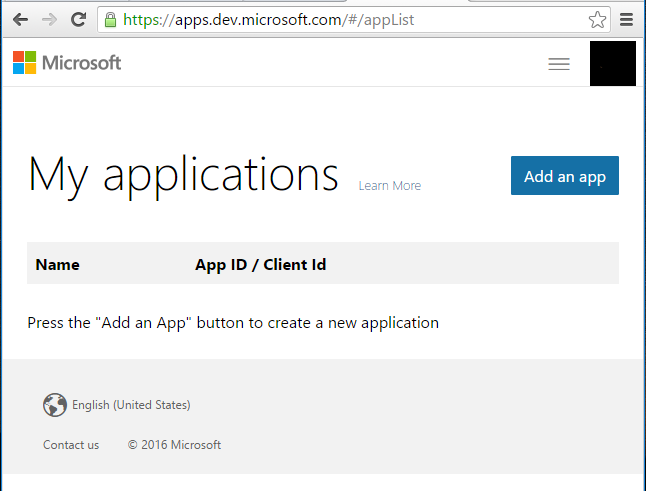 https://apps.dev.microsoft.com/#/appList
Microsoft
My applications Learn More Add an app
Name App ID / Client Id
Press the "Add an App" button to create a new application
English (United States)
Contact us © 2016 Microsoft